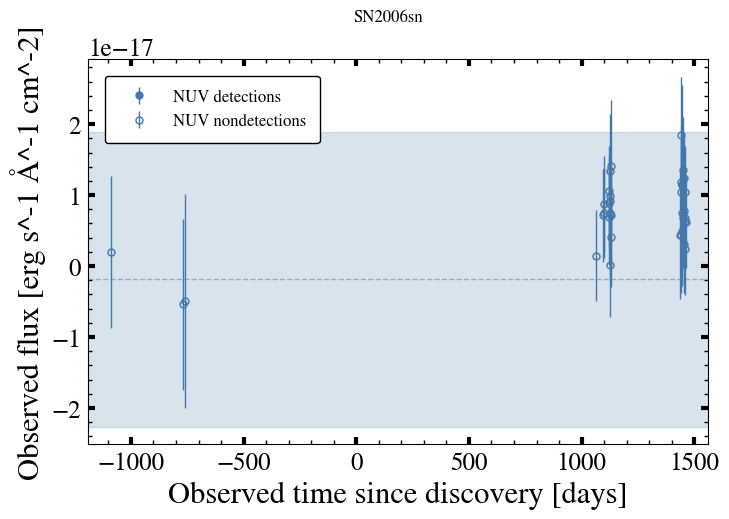 SN2006sn
1e−17
NUV detections
NUV nondetections
2
1
0
−1
−2
Observed flux [erg s^-1 Å^-1 cm^-2]
−1000
−500
0
500
1000
1500
Observed time since discovery [days]